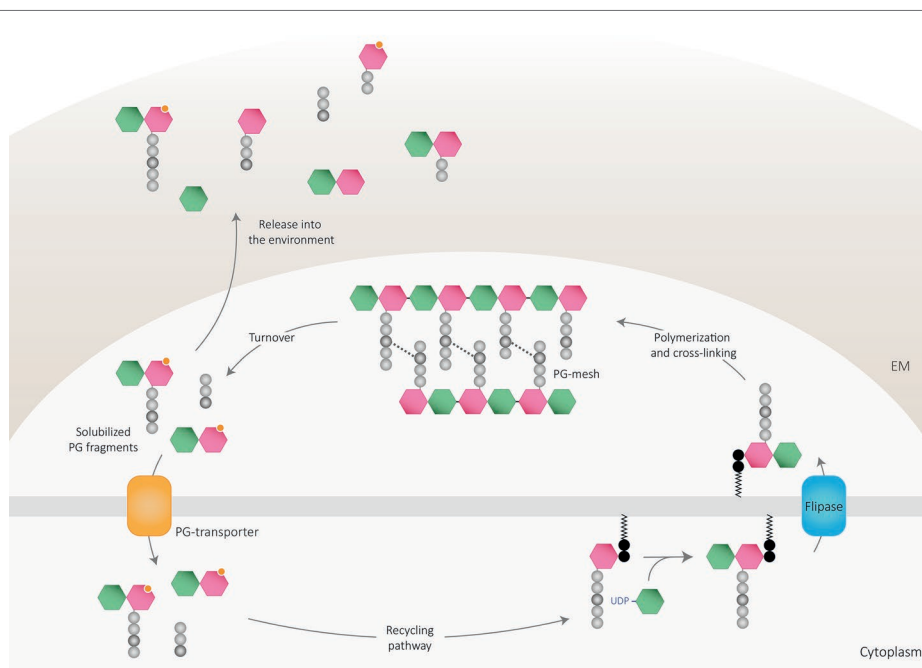 Release into
the environment
Turnover
Polymerization
and cross-linking
PG-mesh
EM
Solubilized
PG fragments
Flipase
PG-transporter
UDP
Recycling
pathway
Cytoplasm